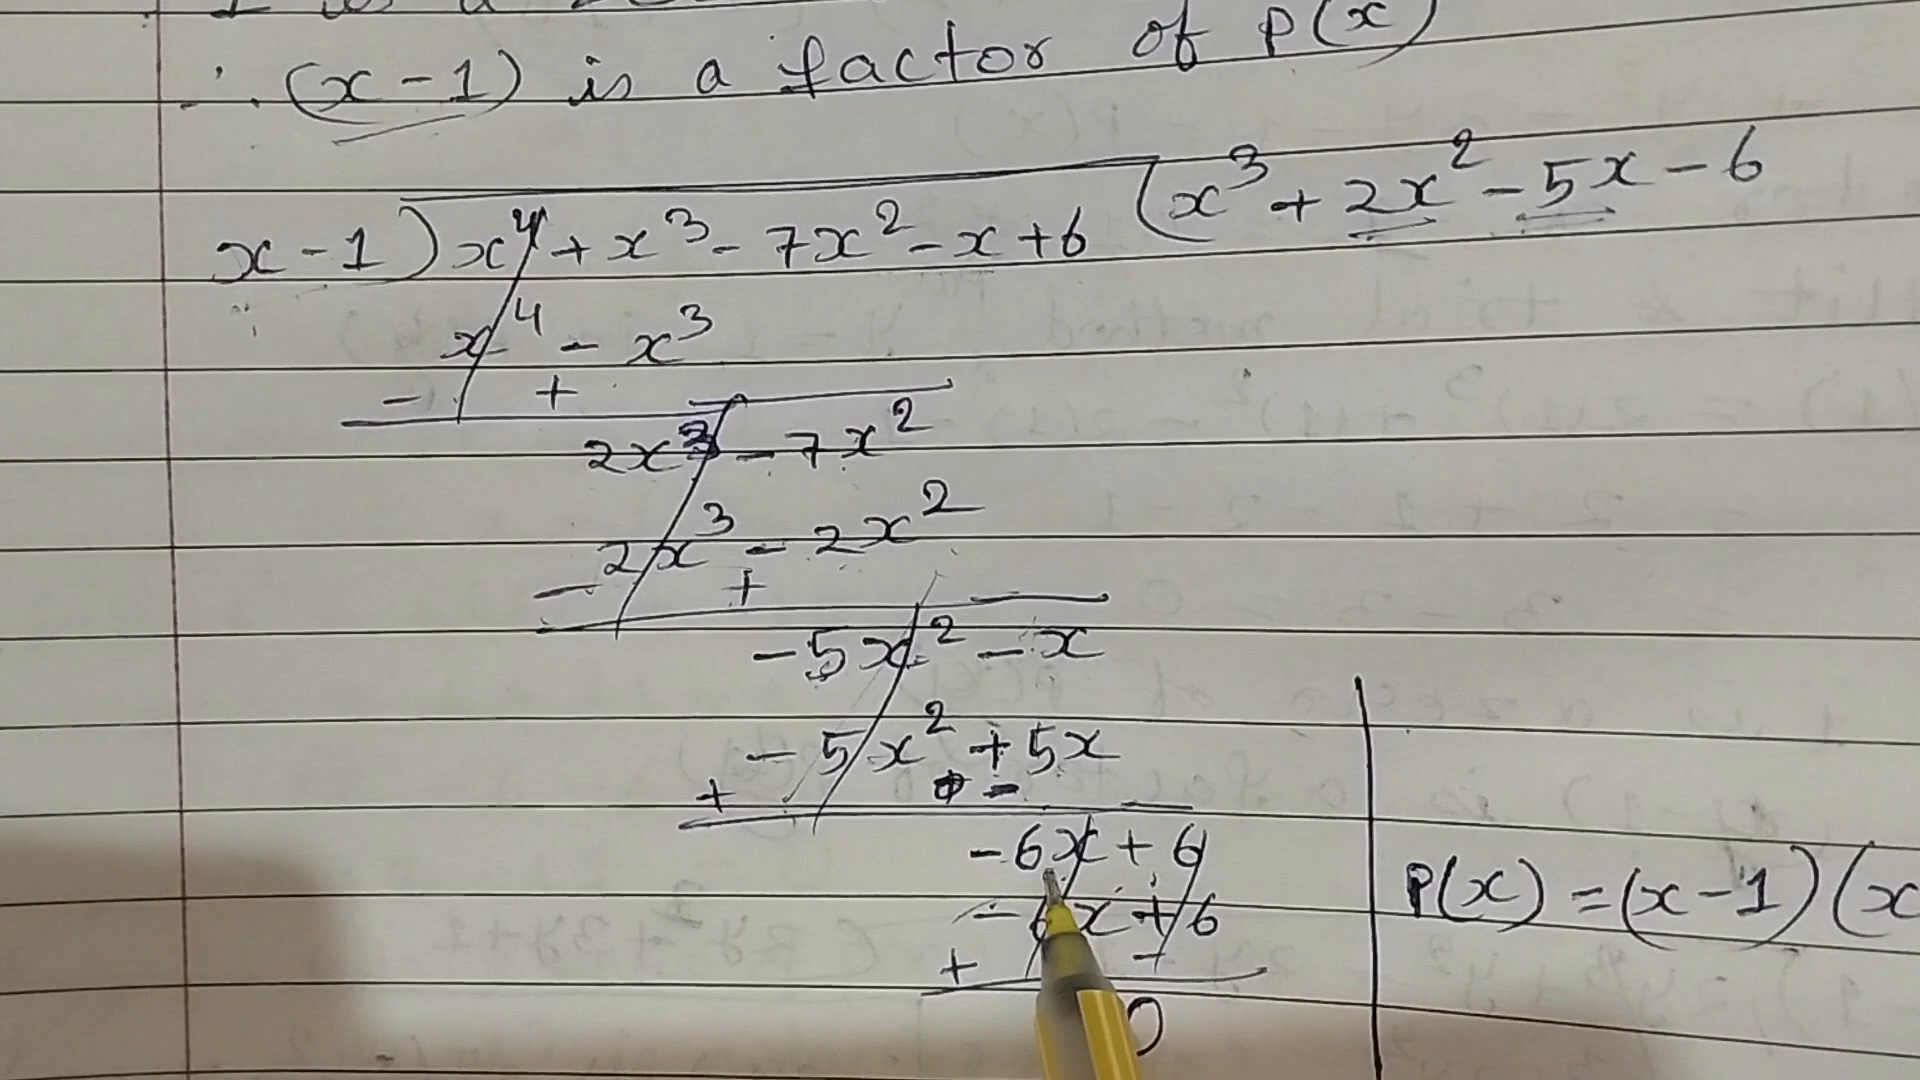 ∴ (x-1) is a factor of P(x)
x-1) x⁴ + x³ - 7x² - x + 6 (x³ + 2x² - 5x - 6
x⁴ - x³
- +
2x³ - 7x²
2x³ - 2x²
- +
-5x² - x
-5x² + 5x
+ -
-6x + 6
-6x + 6
+ -
0
P(x) = (x-1)(x